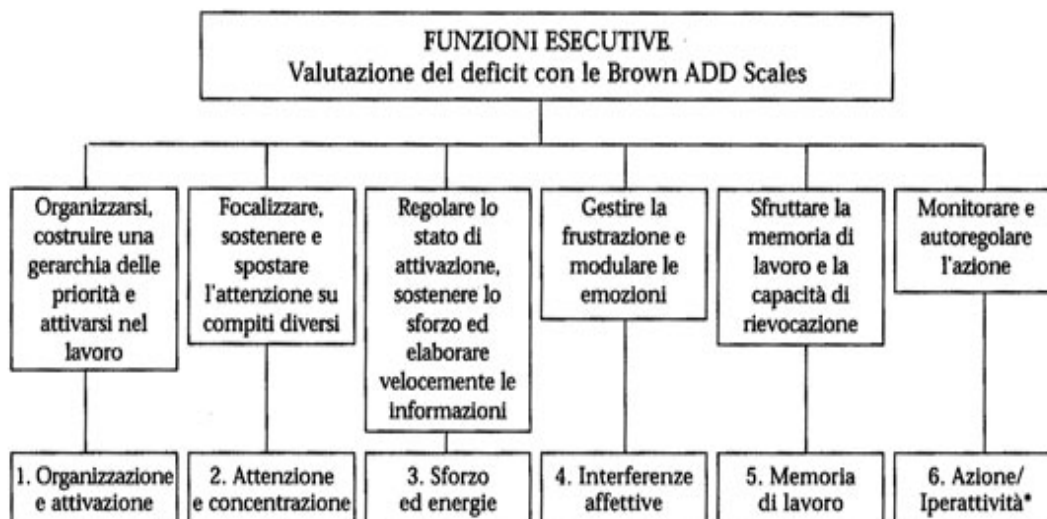 FUNZIONI ESECUTIVE
Valutazione del deficit con le Brown ADD Scales
Organizzarsi,
costruire una
gerarchia delle
priorità e
attivarsi nel
lavoro
Focalizzare,
sostenere e
spostare
l'attenzione su
compiti diversi
Regolare lo
stato di
attivazione,
sostenere lo
sforzo ed
elaborare
velocemente le
informazioni
Gestire la
frustrazione e
modulare le
emozioni
Sfruttare la
memoria di
lavoro e la
capacità di
rievocazione
Monitorare e
autoregolare
l'azione
1. Organizzazione
e attivazione
2. Attenzione
e concentrazione
3. Sforzo
ed energie
4. Interferenze
affettive
5. Memoria
di lavoro
6. Azione/
Iperattività*